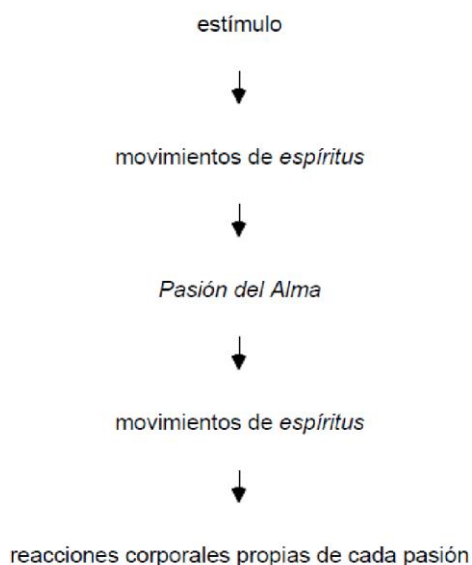 estímulo
movimientos de espíritus
Pasión del Alma
movimientos de espíritus
reacciones corporales propias de cada pasión